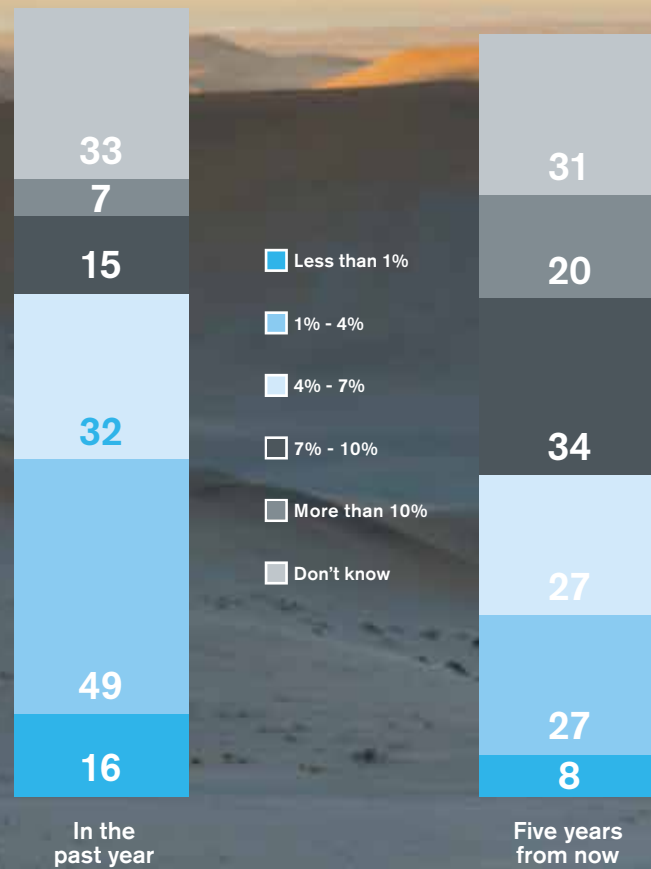 33
7
15
32
49
16
In the
past year
Less than 1%
1% - 4%
4% - 7%
7% - 10%
More than 10%
Don't know
31
20
34
27
27
8
Five years
from now